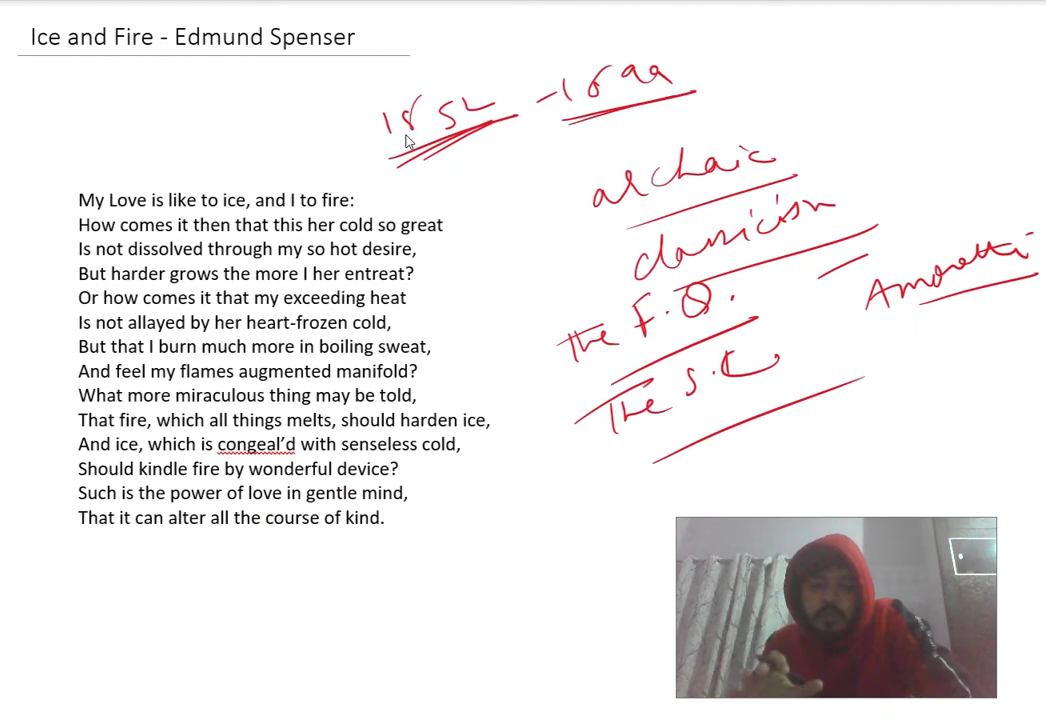 Ice and Fire - Edmund Spenser
1852 - 1599
archaic
classicism
Amoretti
The F.Q.
The S.C
My Love is like to ice, and I to fire:
How comes it then that this her cold so great
Is not dissolved through my so hot desire,
But harder grows the more I her entreat?
Or how comes it that my exceeding heat
Is not allayed by her heart-frozen cold,
But that I burn much more in boiling sweat,
And feel my flames augmented manifold?
What more miraculous thing may be told,
That fire, which all things melts, should harden ice,
And ice, which is congeal’d with senseless cold,
Should kindle fire by wonderful device?
Such is the power of love in gentle mind,
That it can alter all the course of kind.